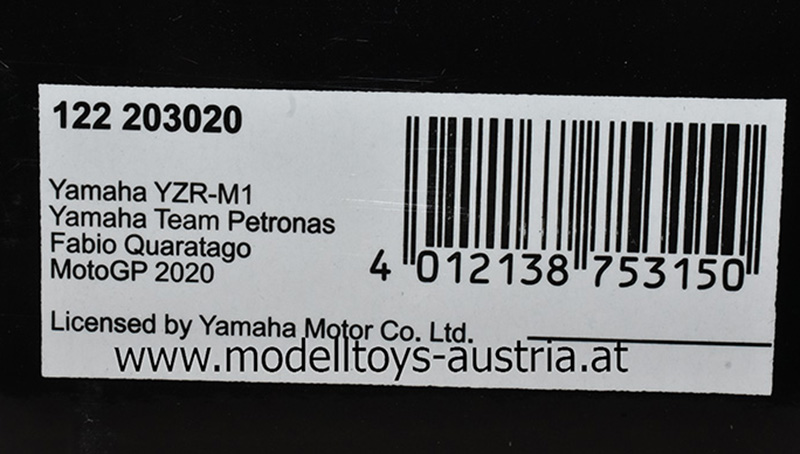 122 203020
Yamaha YZR-M1
Yamaha Team Petronas
Fabio Quaratago
MotoGP 2020
4 012138 753150
Licensed by Yamaha Motor Co. Ltd.
www.modelltoys-austria.at